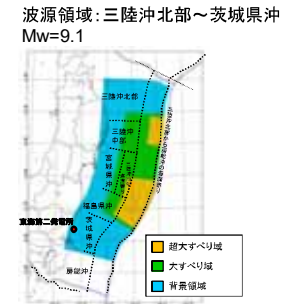 波源領域：三陸沖北部～茨城県沖
Mw=9.1
三陸沖北部
三陸沖
中部
宮城県沖
福島県沖
東海第二発電所
茨城県沖
房総沖
超大すべり域
大すべり域
背景領域